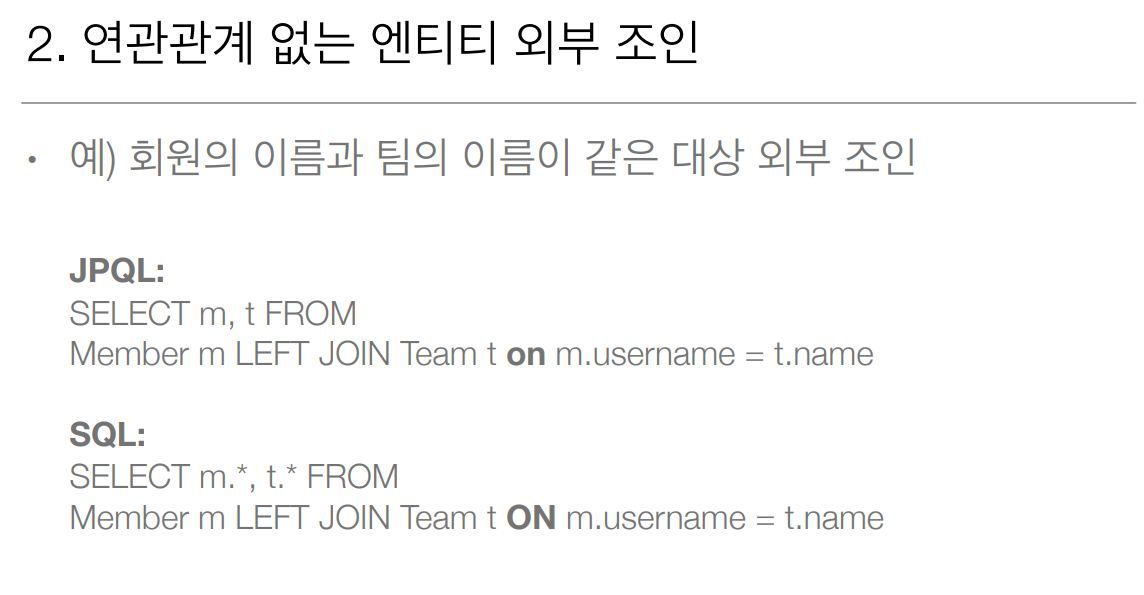 2. 연관관계 없는 엔티티 외부 조인
• 예) 회원의 이름과 팀의 이름이 같은 대상 외부 조인
JPQL:
SELECT m, t FROM
Member m LEFT JOIN Team t on m.username = t.name
SQL:
SELECT m.*, t.* FROM
Member m LEFT JOIN Team t ON m.username = t.name